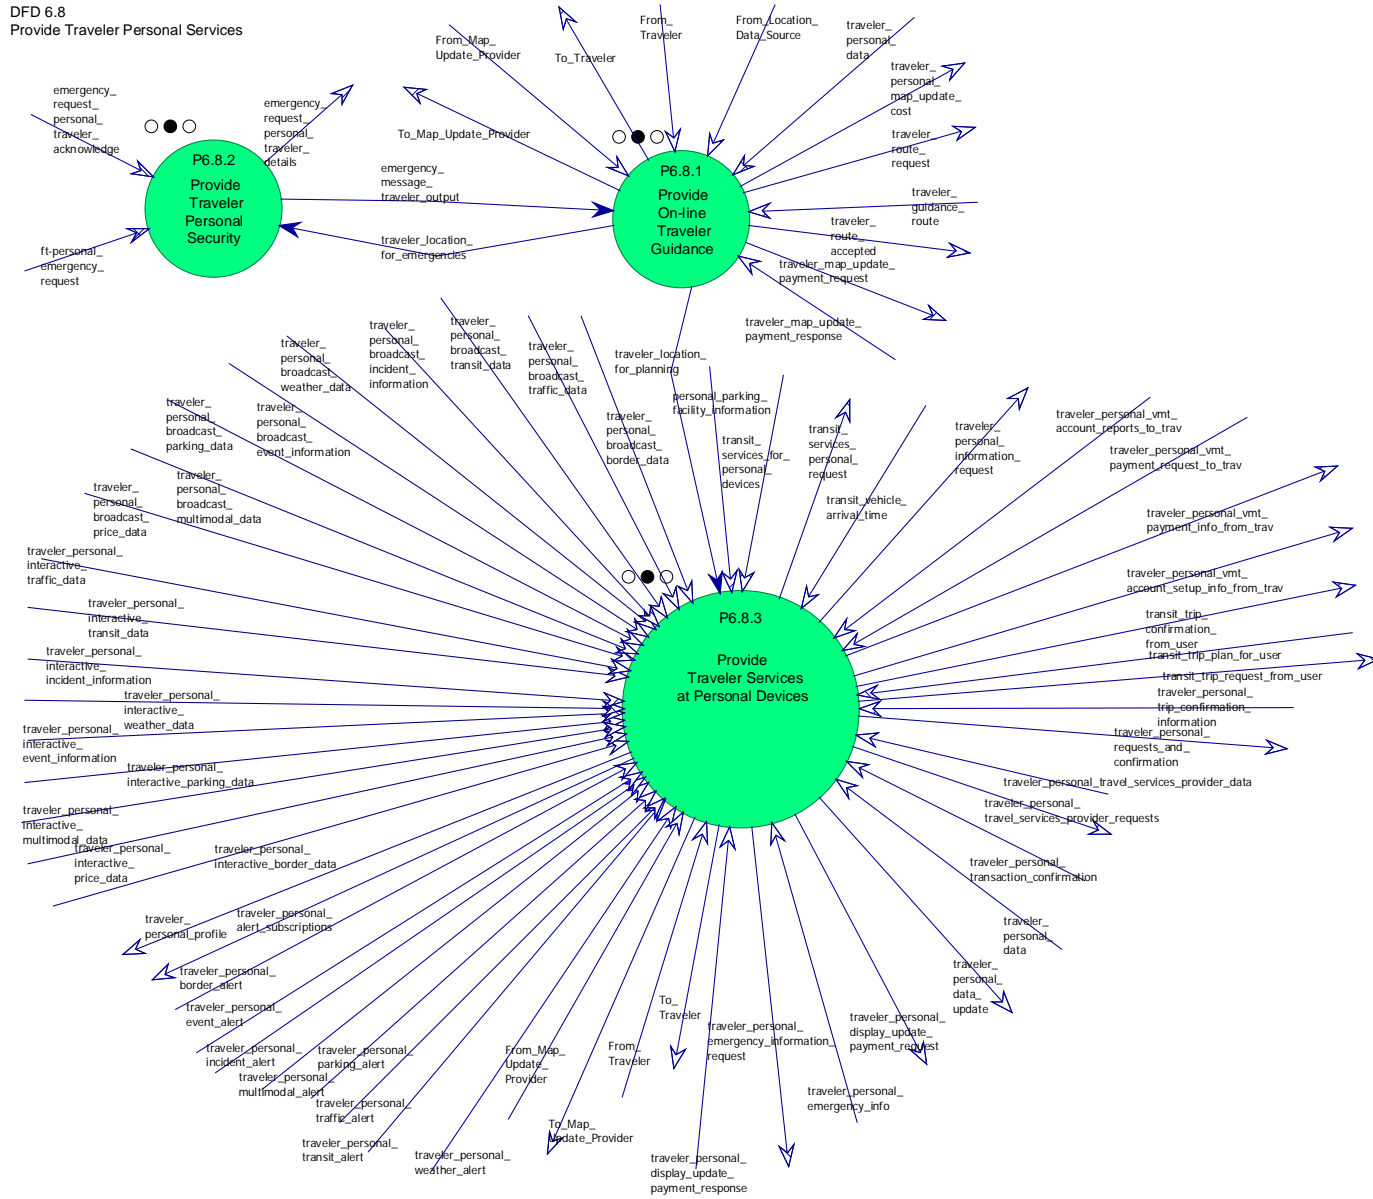 DFD 6.8
Provide Traveler Personal Services
From_Map_
Update_Provider
To_Traveler
From_
Traveler
From_Location_
Data_Source
traveler_
personal_
data
traveler_
personal_
map_update_
cost
emergency_
request_
personal_
traveler_
acknowledge
emergency_
request_
personal_
traveler_
details
To_Map_Update_Provider
traveler_
route_
request
P6.8.2
Provide
Traveler
Personal
Security
emergency_
message_
traveler_output
P6.8.1
Provide
On-line
Traveler
Guidance
traveler_
guidance_
route
traveler_
route_
accepted
ft-personal_
emergency_
request
traveler_location_
for_emergencies
traveler_map_update_
payment_request
traveler_map_update_
payment_response
traveler_
personal_
broadcast_
weather_data
traveler_
personal_
broadcast_
incident_
information
traveler_
personal_
broadcast_
transit_data
traveler_
personal_
broadcast_
traffic_data
traveler_location_
for_planning
personal_parking_
facility_information
traveler_
personal_
broadcast_
parking_data
traveler_
personal_
broadcast_
event_information
traveler_
personal_
broadcast_
border_data
transit_
services_for_
personal_
devices
transit_
services_
personal_
request
traveler_
personal_
information_
request
traveler_personal_vmt_
account_reports_to_trav
traveler_personal_vmt_
payment_request_to_trav
traveler_
personal_
broadcast_
multimodal_data
traveler_
personal_
broadcast_
price_data
transit_vehicle_
arrival_time
traveler_personal_vmt_
payment_info_from_trav
traveler_personal_
interactive_
traffic_data
traveler_personal_vmt_
account_setup_info_from_trav
traveler_personal_
interactive_
transit_data
P6.8.3
Provide
Traveler Services
at Personal Devices
transit_trip_
confirmation_
from_user
transit_trip_plan_for_user
transit_trip_request_from_user
traveler_personal_
interactive_
incident_information
traveler_personal_
interactive_
weather_data
traveler_personal_
trip_confirmation_
information
traveler_personal_
interactive_
event_information
traveler_personal_
requests_and_
confirmation
traveler_personal_
interactive_parking_data
traveler_personal_travel_services_provider_data
traveler_personal_
travel_services_provider_requests
traveler_personal_
interactive_
multimodal_data
traveler_personal_
interactive_
price_data
traveler_personal_
interactive_border_data
traveler_personal_
transaction_confirmation
traveler_
personal_profile
traveler_personal_
alert_subscriptions
traveler_
personal_
data
traveler_personal_
border_alert
traveler_
personal_
data_
update
traveler_personal_
event_alert
To_
Traveler
traveler_personal_
emergency_information_
request
traveler_personal_
display_update_
payment_request
traveler_personal_
incident_alert
traveler_personal_
parking_alert
From_Map_
Update_
Provider
From_
Traveler
traveler_personal_
multimodal_alert
traveler_personal_
emergency_info
traveler_personal_
traffic_alert
To_Map_
Update_Provider
traveler_personal_
transit_alert
traveler_personal_
weather_alert
traveler_personal_
display_update_
payment_response